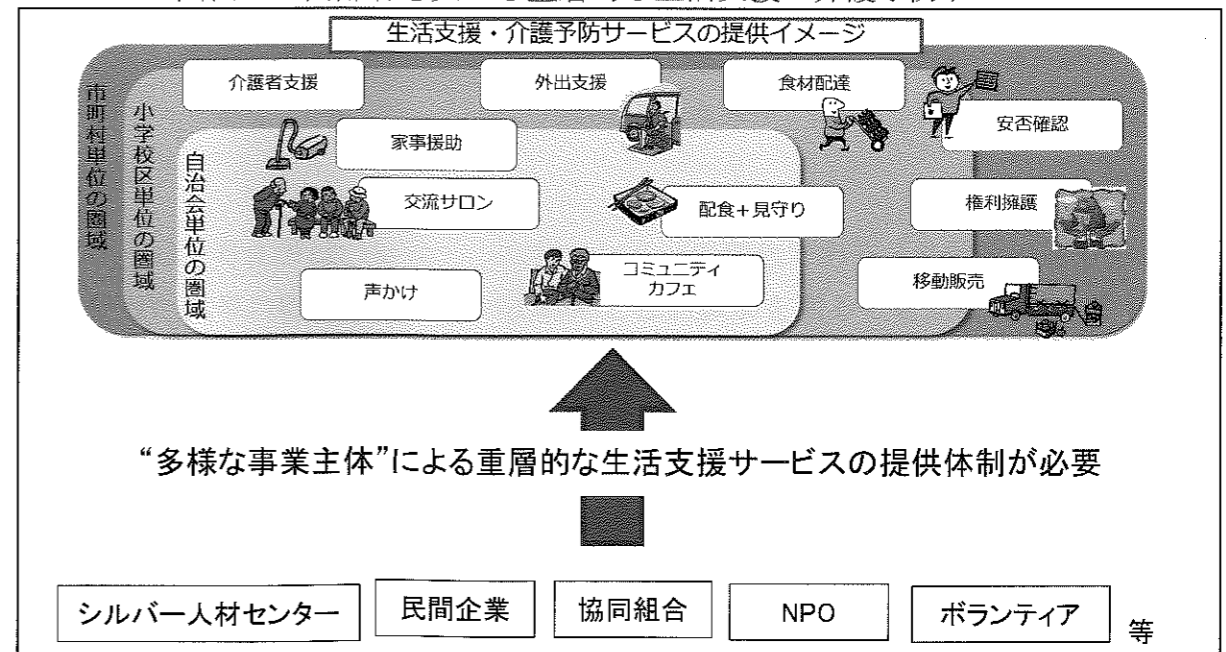 生活支援・介護予防サービスの提供イメージ
市町村単位の圏域
小学校区単位の圏域
自治会単位の圏域
介護者支援
外出支援
食材配達
安否確認
家事援助
交流サロン
配食+見守り
権利擁護
声かけ
コミュニティ
カフェ
移動販売
“多様な事業主体”による重層的な生活支援サービスの提供体制が必要
シルバー人材センター
民間企業
協同組合
NPO
ボランティア
等